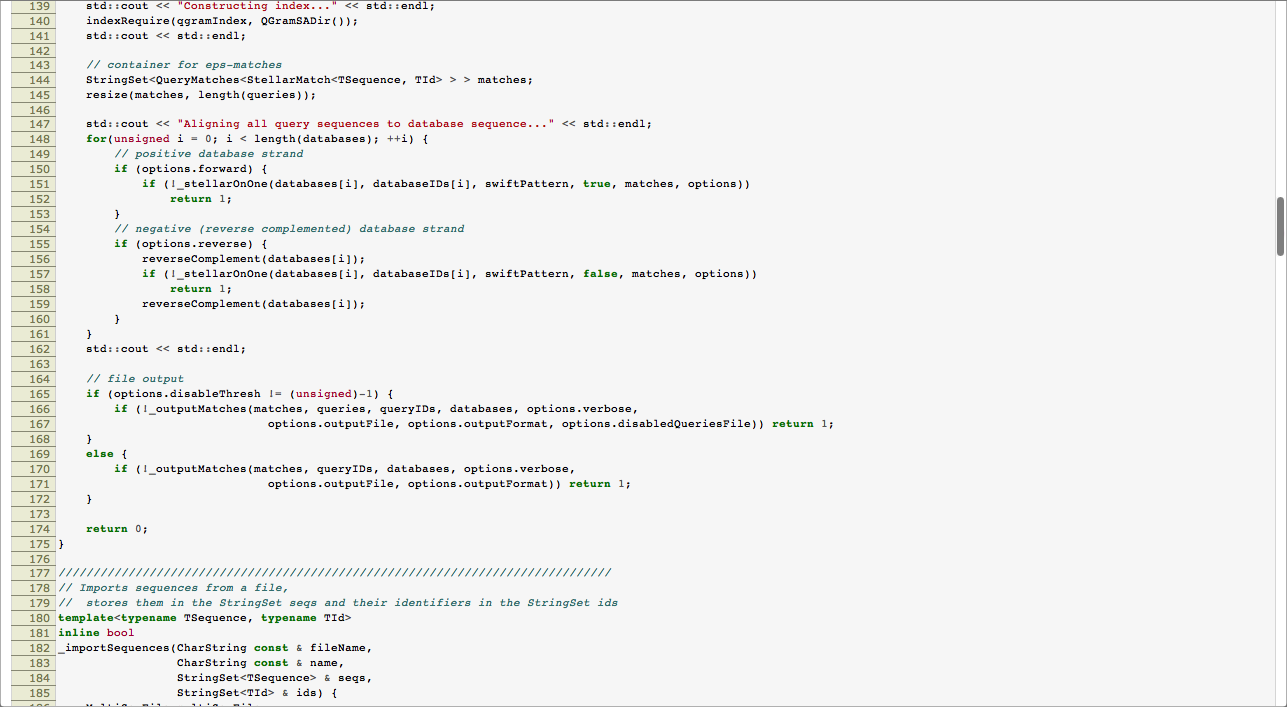 139 std::cout << "Constructing index..." << std::endl;
140 indexRequire(qgramIndex, QGramSADir());
141 std::cout << std::endl;
142
143 // container for eps-matches
144 StringSet<QueryMatches<StellarMatch<TSequence, TId> > > matches;
145 resize(matches, length(queries));
146
147 std::cout << "Aligning all query sequences to database sequence..." << std::endl;
148 for(unsigned i = 0; i < length(databases); ++i) {
149 // positive database strand
150 if (options.forward) {
151 if (!_stellarOnOne(databases[i], databaseIDs[i], swiftPattern, true, matches, options))
152 return 1;
153 }
154 // negative (reverse complemented) database strand
155 if (options.reverse) {
156 reverseComplement(databases[i]);
157 if (!_stellarOnOne(databases[i], databaseIDs[i], swiftPattern, false, matches, options))
158 return 1;
159 reverseComplement(databases[i]);
160 }
161 }
162 std::cout << std::endl;
163
164 // file output
165 if (options.disableThresh != (unsigned)-1) {
166 if (!_outputMatches(matches, queries, queryIDs, databases, options.verbose,
167 options.outputFile, options.outputFormat, options.disabledQueriesFile)) return 1;
168 }
169 else {
170 if (!_outputMatches(matches, queryIDs, databases, options.verbose,
171 options.outputFile, options.outputFormat)) return 1;
172 }
173
174 return 0;
175 }
176
177 ///////////////////////////////////////////////////////////////////////////////
178 // Imports sequences from a file,
179 //  stores them in the StringSet seqs and their identifiers in the StringSet ids
180 template<typename TSequence, typename TId>
181 inline bool
182 _importSequences(CharString const & fileName,
183 CharString const & name,
184 StringSet<TSequence> & seqs,
185 StringSet<TId> & ids) {